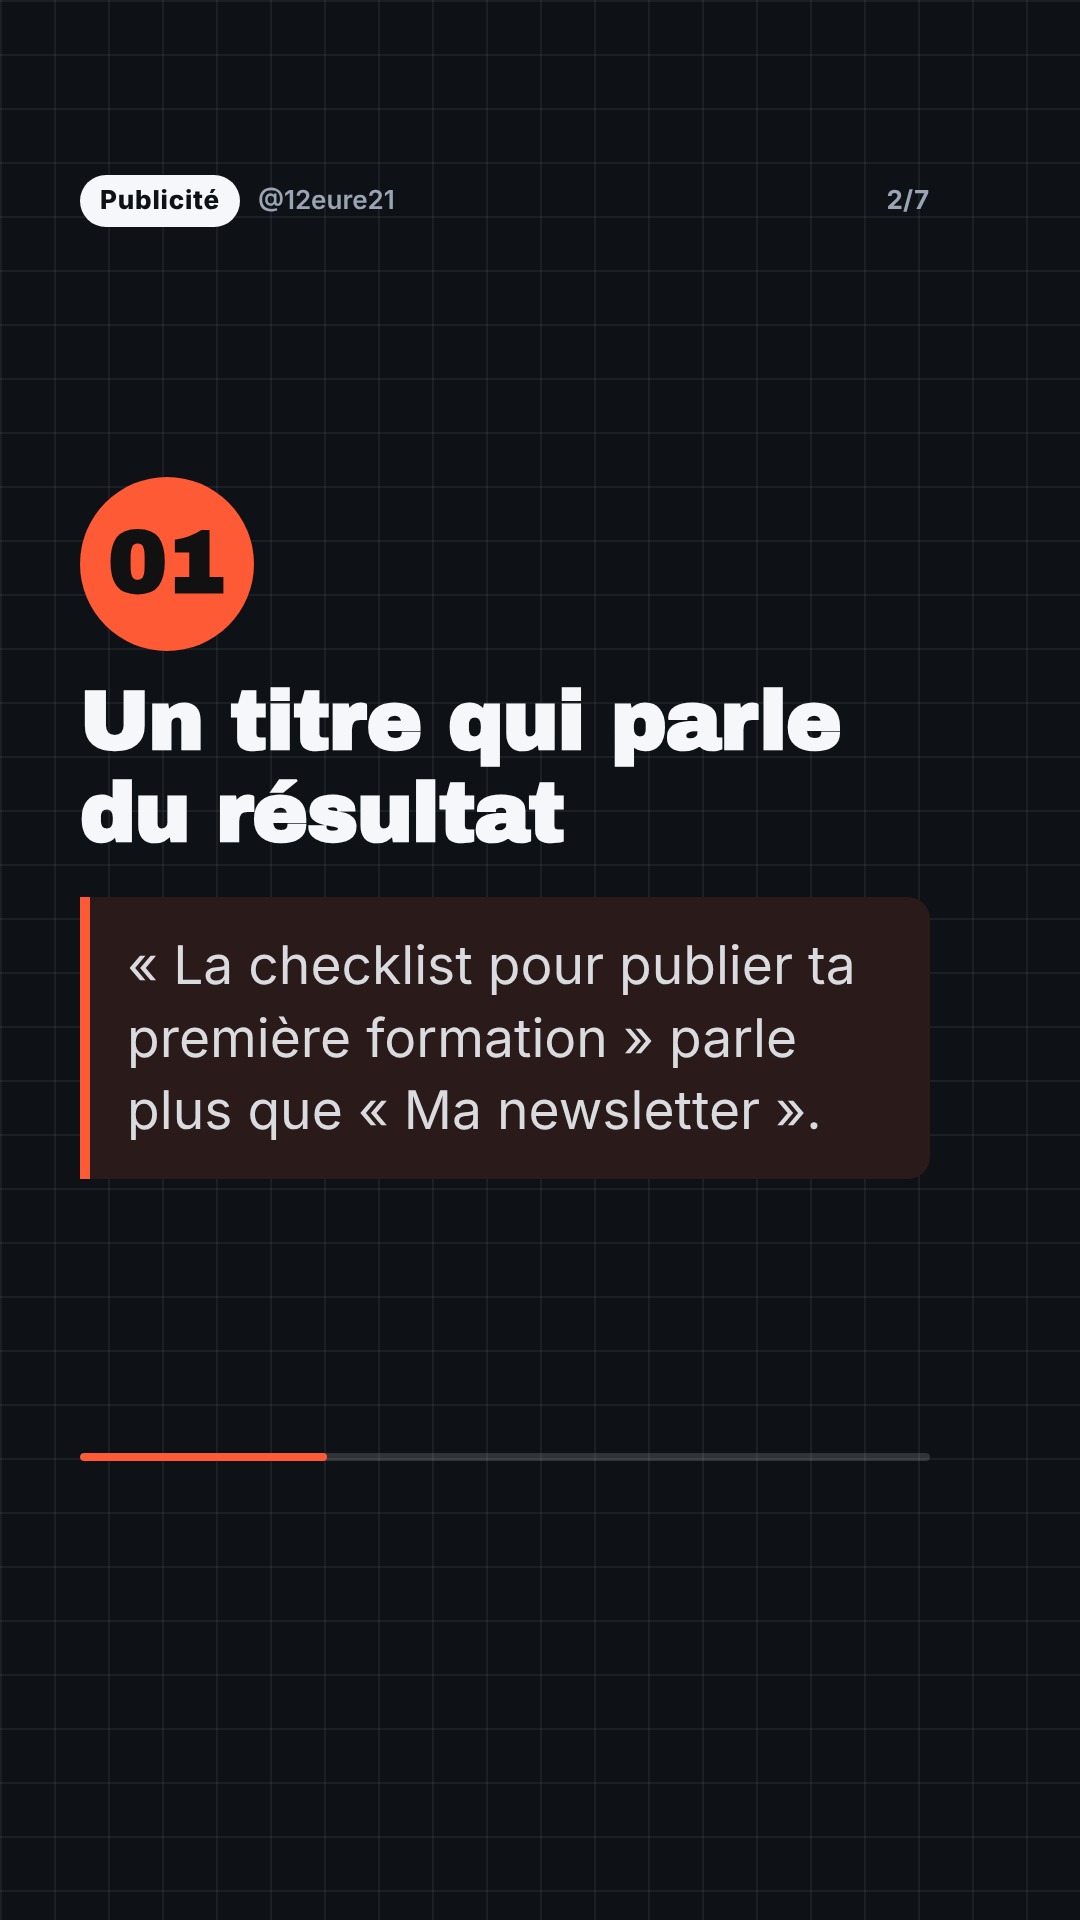 Publicité @12eure21 2/7
01
Un titre qui parle
du résultat
« La checklist pour publier ta
première formation » parle
plus que « Ma newsletter ».